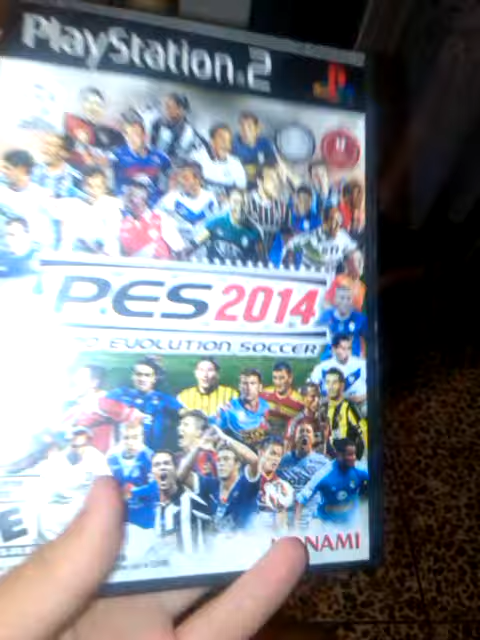 PlayStation.2
PES 2014
EVOLUTION SOCCER
E
KONAMI